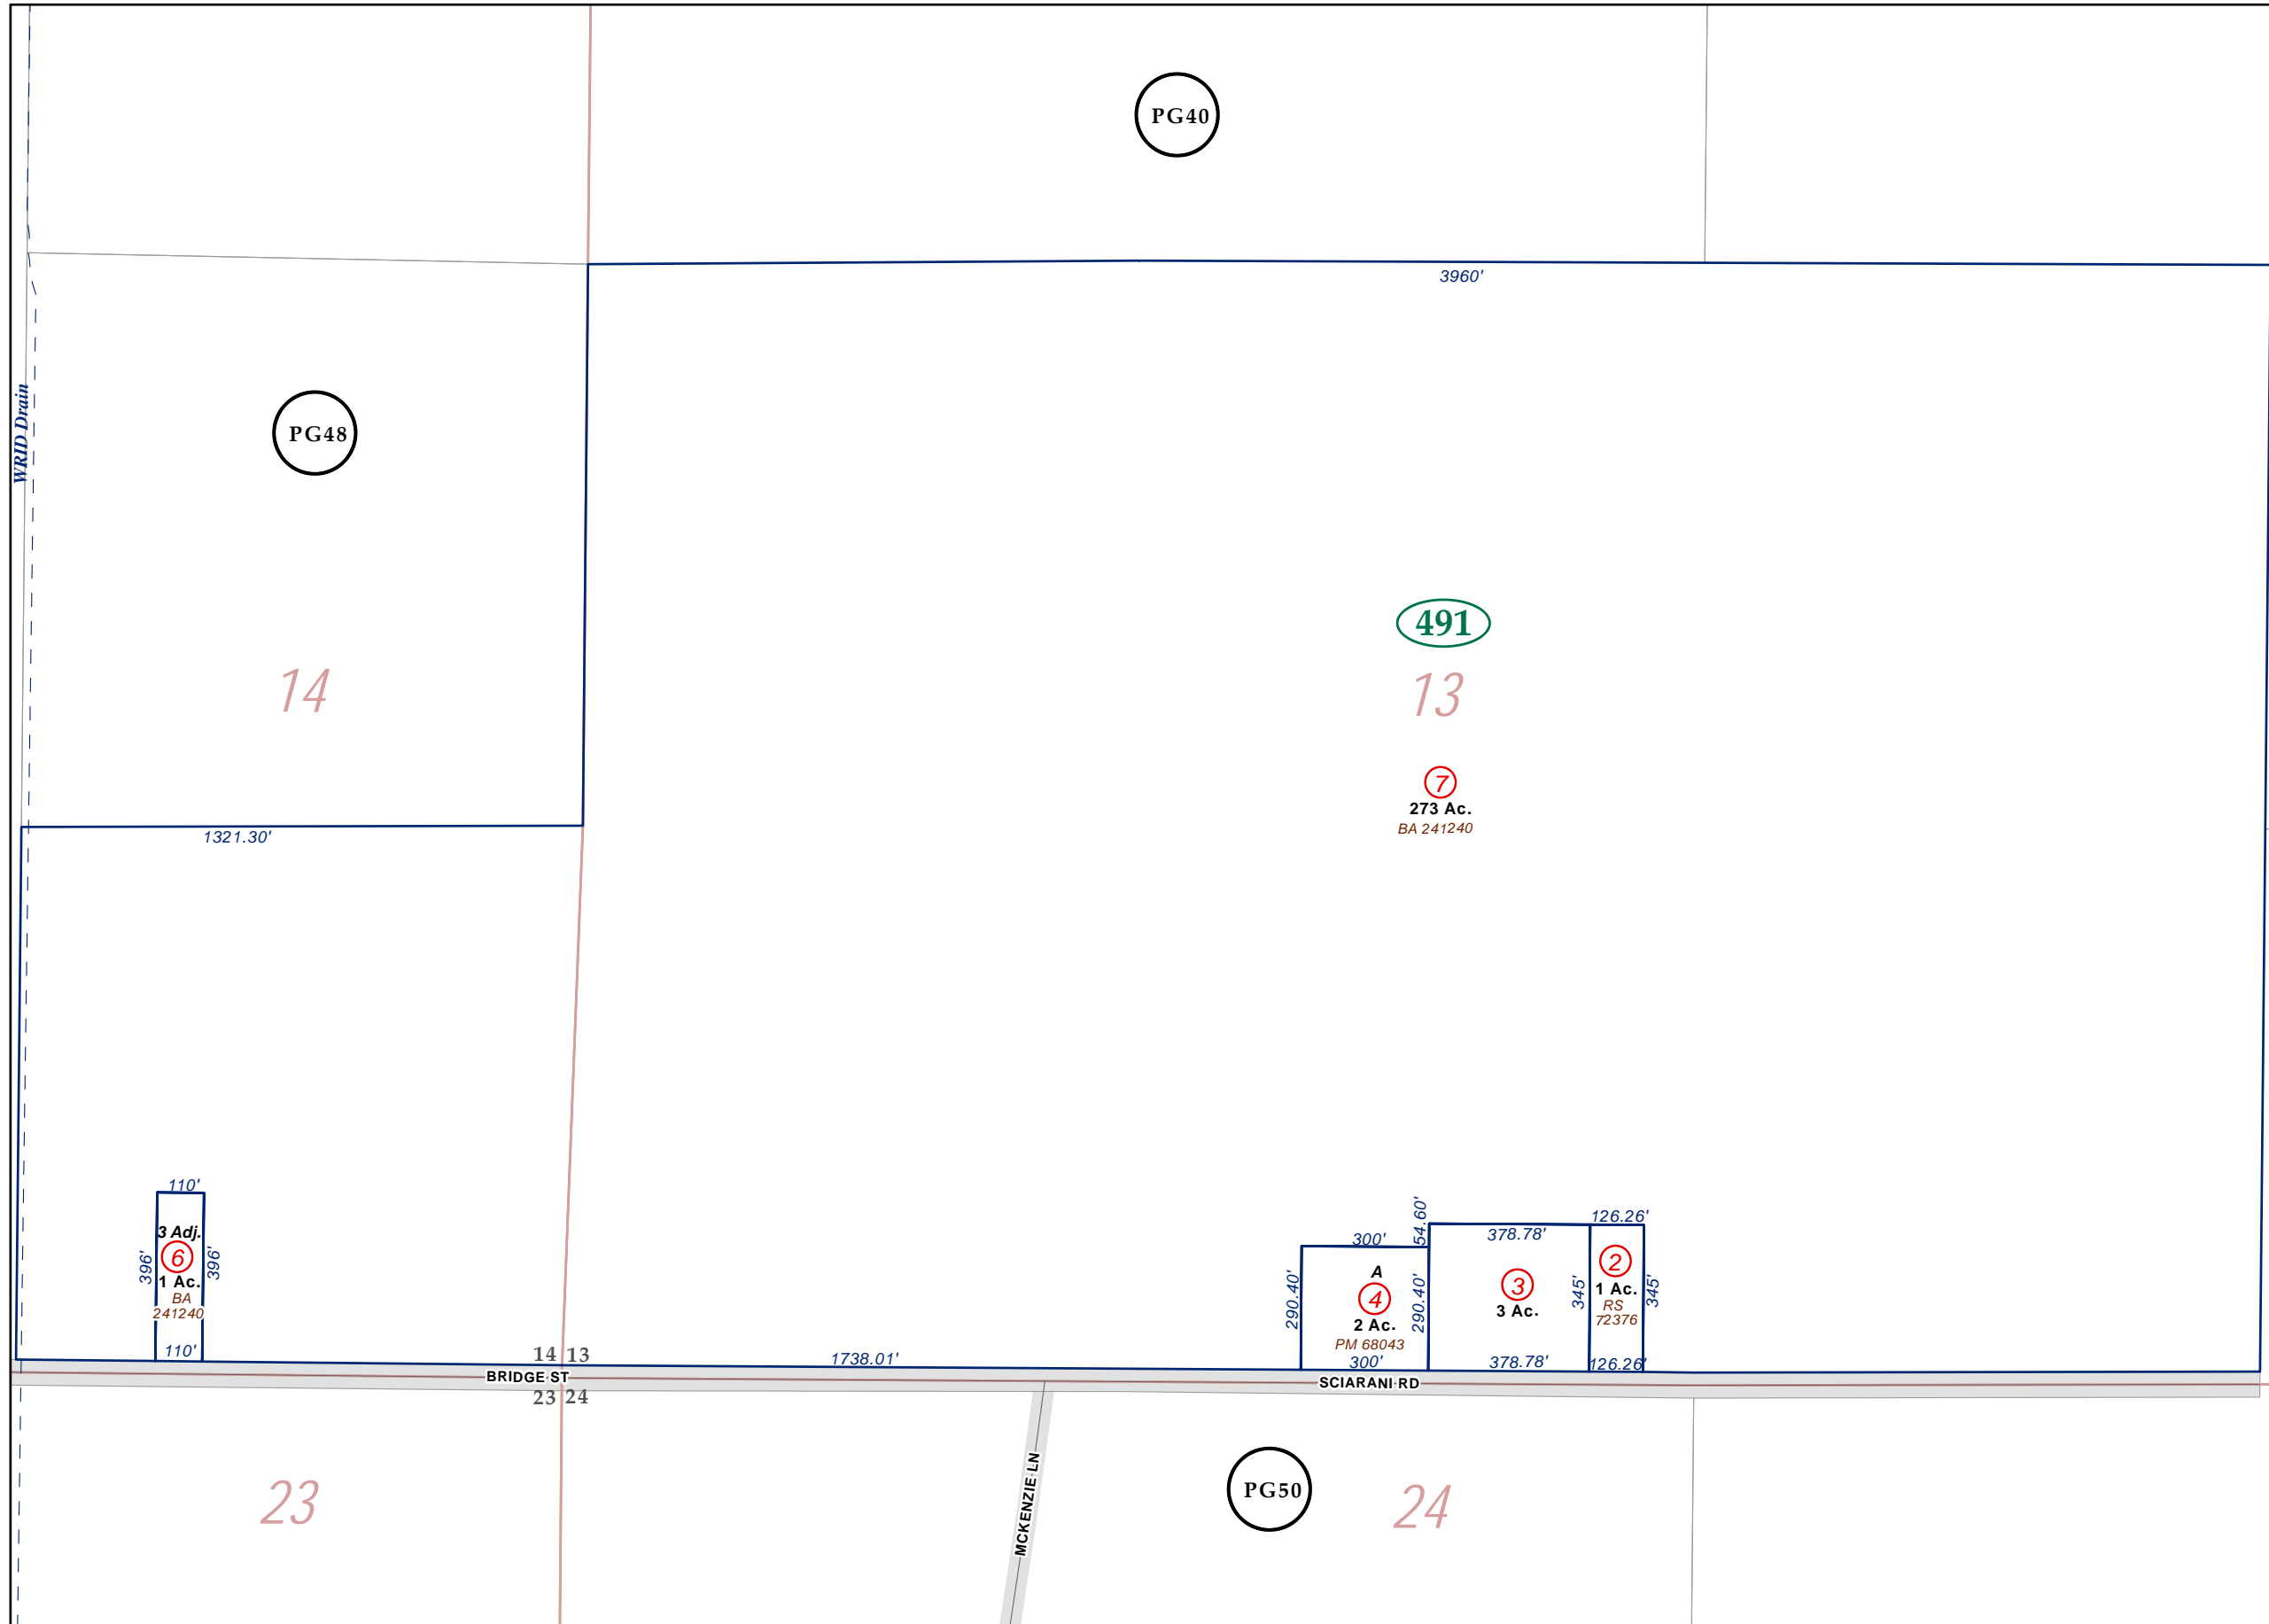 PG40
3960'
WRID Drain
PG48
491
14
13
7
273 Ac.
BA 241240
1321.30'
110'
3 Adj.
6
396'
396'
1 Ac.
BA
241240
110'
54.60'
126.26'
300'
378.78'
A
4
290.40'
290.40'
2 Ac.
PM 68043
300'
3
3 Ac.
345'
378.78'
2
1 Ac.
RS
72376
345'
126.26'
14 13
1738.01'
BRIDGE ST
SCIARANI RD
23 24
MCKENZIE LN
PG50
23
24